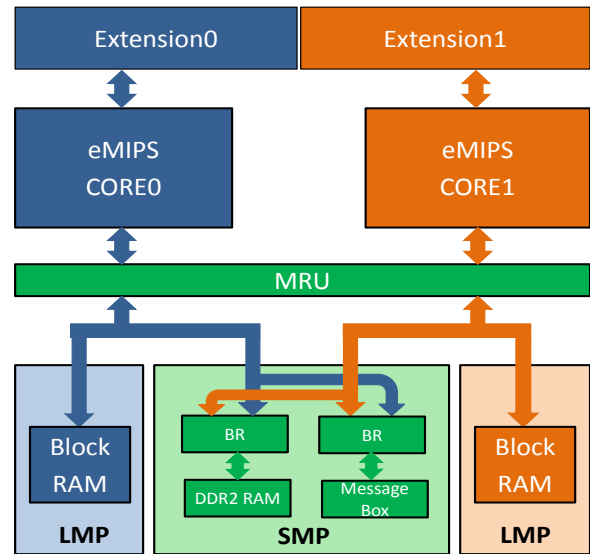 Extension0
Extension1
eMIPS
CORE0
eMIPS
CORE1
MRU
Block
RAM
LMP
BR
BR
DDR2 RAM
Message
Box
SMP
Block
RAM
LMP